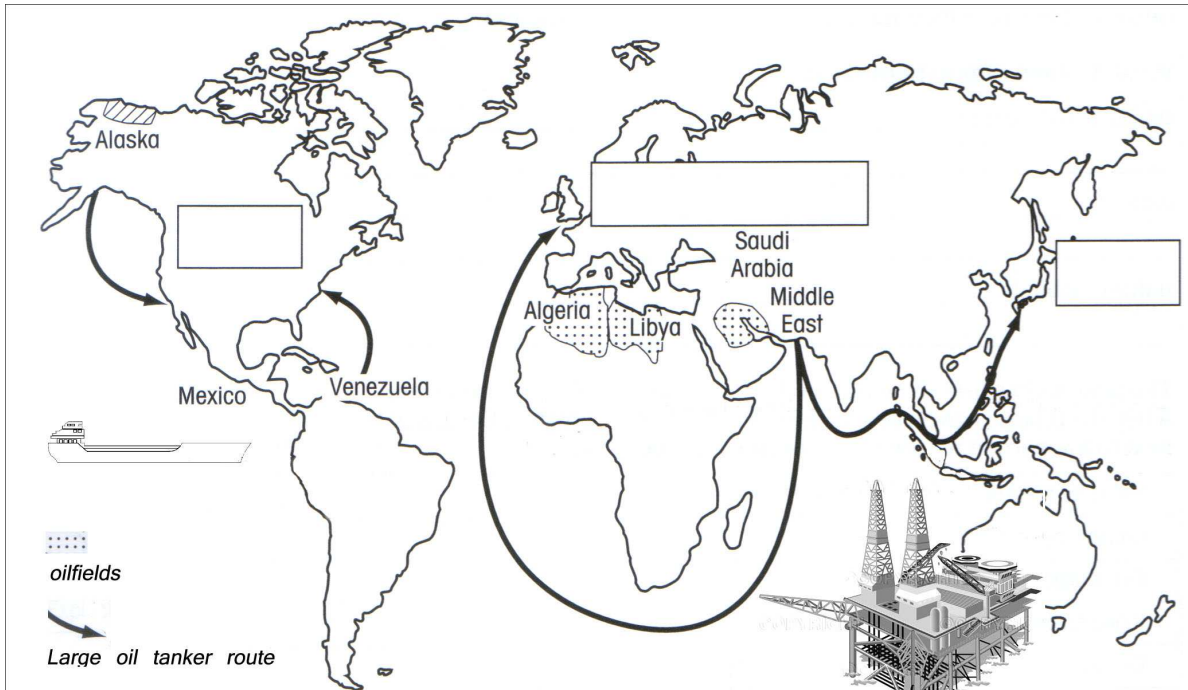 Alaska
Saudi
Arabia
Middle
East
Algeria
Libya
Mexico
Venezuela
oilfields
Large oil tanker route